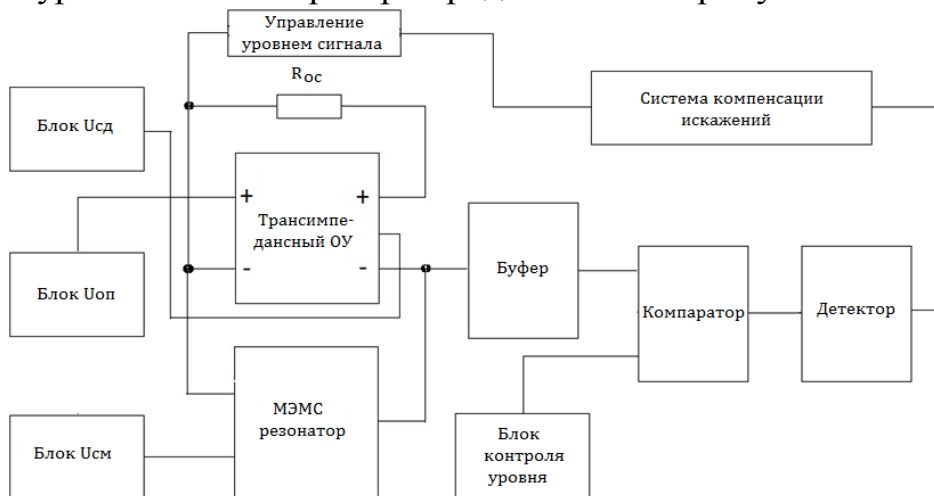 Управление
уровнем сигнала
Rос
Система компенсации
искажений
Блок Uсд
+
+
Трансимпе-
дансный ОУ
-
-
Блок Uоп
Буфер
Компаратор
Детектор
МЭМС
резонатор
Блок Uсм
Блок
контроля
уровня